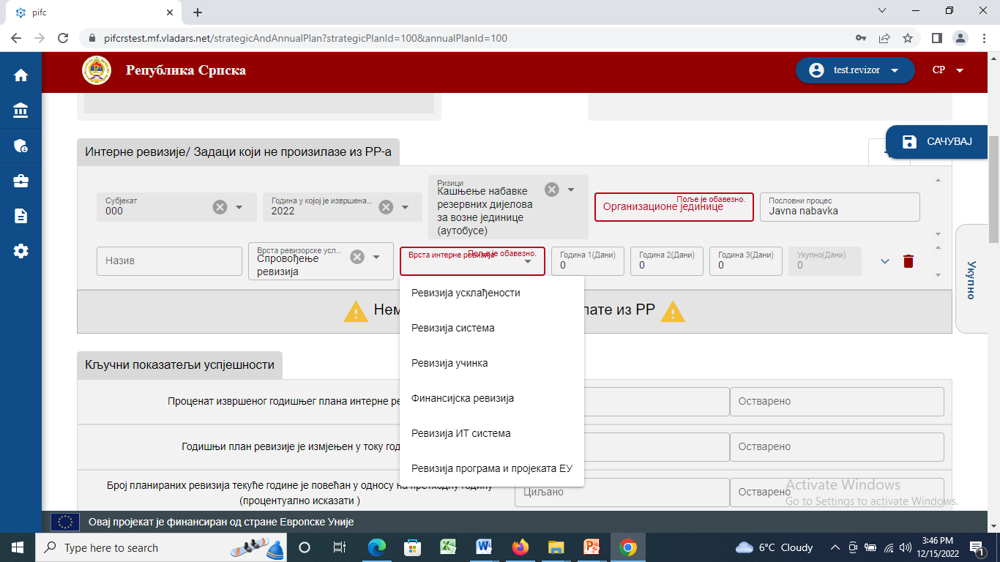 pifc
pifcrstest.mf.vladars.net/strategicAndAnnualPlan?strategicPlanId=100&annualPlanId=100
Република Српска
test.revizor
СР
САЧУВАЈ
Интерне ревизије/ Задаци који не произилазе из РР-а
Субјекат
000
Година у којој је извршена...
2022
Ризици
Кашњење набавке
резервних дијелова
за возне јединице
(аутобусе)
Поље је обавезно.
Организационе јединице
Пословни процес
Javna nabavka
Назив
Врста ревизорске усл...
Спровођење
ревизија
Врста интерне ревизије
Поље је обавезно.
Година 1(Дани)
0
Година 2(Дани)
0
Година 3(Дани)
0
Укупно(Дани)
0
Укупно
Ревизија усклађености
Ревизија система
Ревизија учинка
Финансијска ревизија
Ревизија ИТ система
Ревизија програма и пројеката ЕУ
Нем
лате из РР
Кључни показатељи успјешности
Проценат извршеног годишњег плана интерне ре
Остварено
Годишњи план ревизије је измјењен у току год
Остварено
Број планираних ревизија текуће године је повећан у односу на претходну годину
(процентуално исказати )
Циљано
Остварено
Activate Windows
Go to Settings to activate Windows.
Овај пројекат је финансиран од стране Европске Уније
Type here to search
6°C Cloudy
3:46 PM
12/15/2022
1